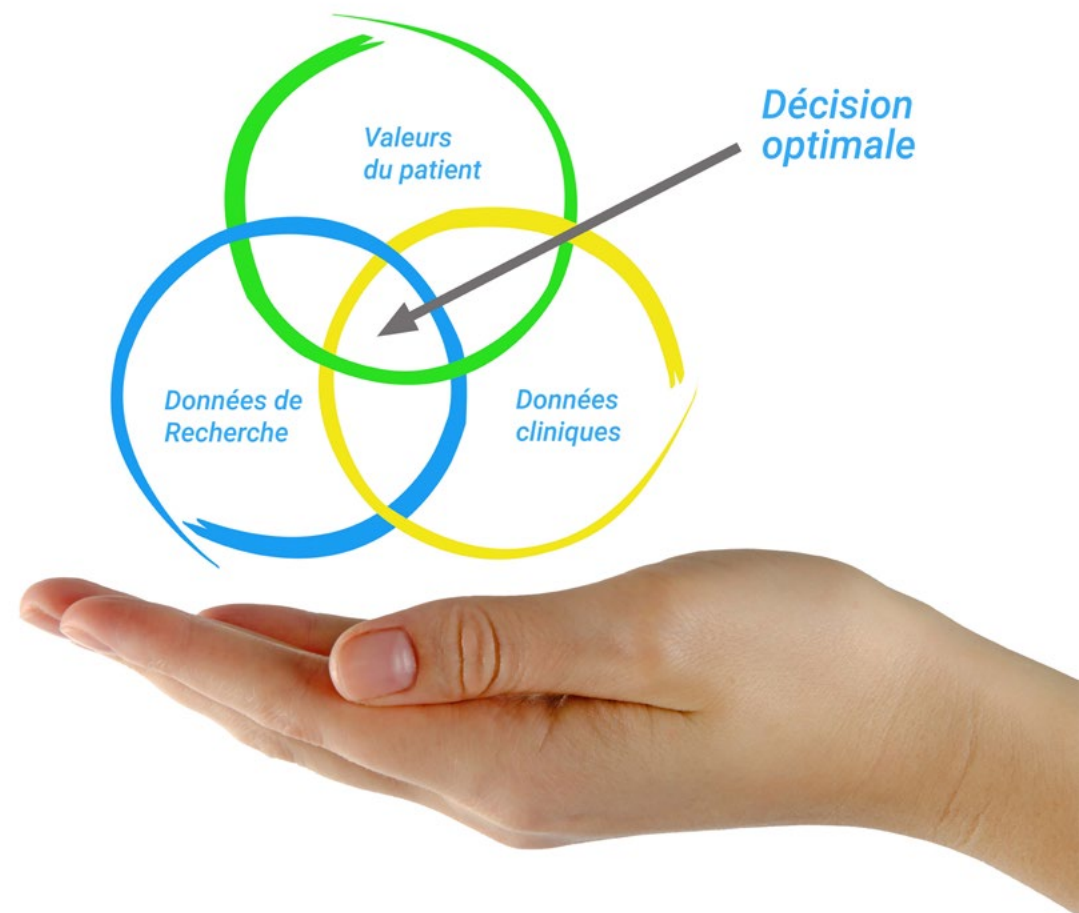 Décision
optimale
Valeurs
du patient
Données de
Recherche
Données
cliniques